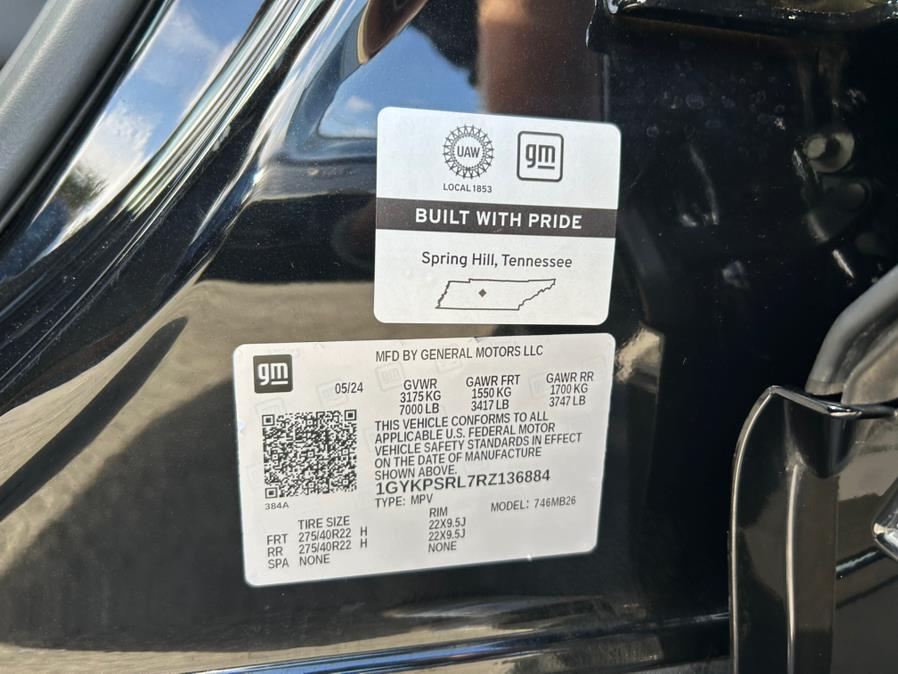 UAW
gm
LOCAL 1853
BUILT WITH PRIDE
Spring Hill, Tennessee
gm
MFD BY GENERAL MOTORS LLC
05/24 GVWR GAWR FRT GAWR RR
3175 KG 1550 KG 1700 KG
7000 LB 3417 LB 3747 LB
THIS VEHICLE CONFORMS TO ALL
APPLICABLE U.S. FEDERAL MOTOR
VEHICLE SAFETY STANDARDS IN EFFECT
ON THE DATE OF MANUFACTURE
SHOWN ABOVE.
1GYKPSRL7RZ136884
384A TYPE: MPV MODEL: 746MB26
TIRE SIZE RIM
FRT 275/40R22 H 22X9.5J
RR 275/40R22 H 22X9.5J
SPA NONE NONE